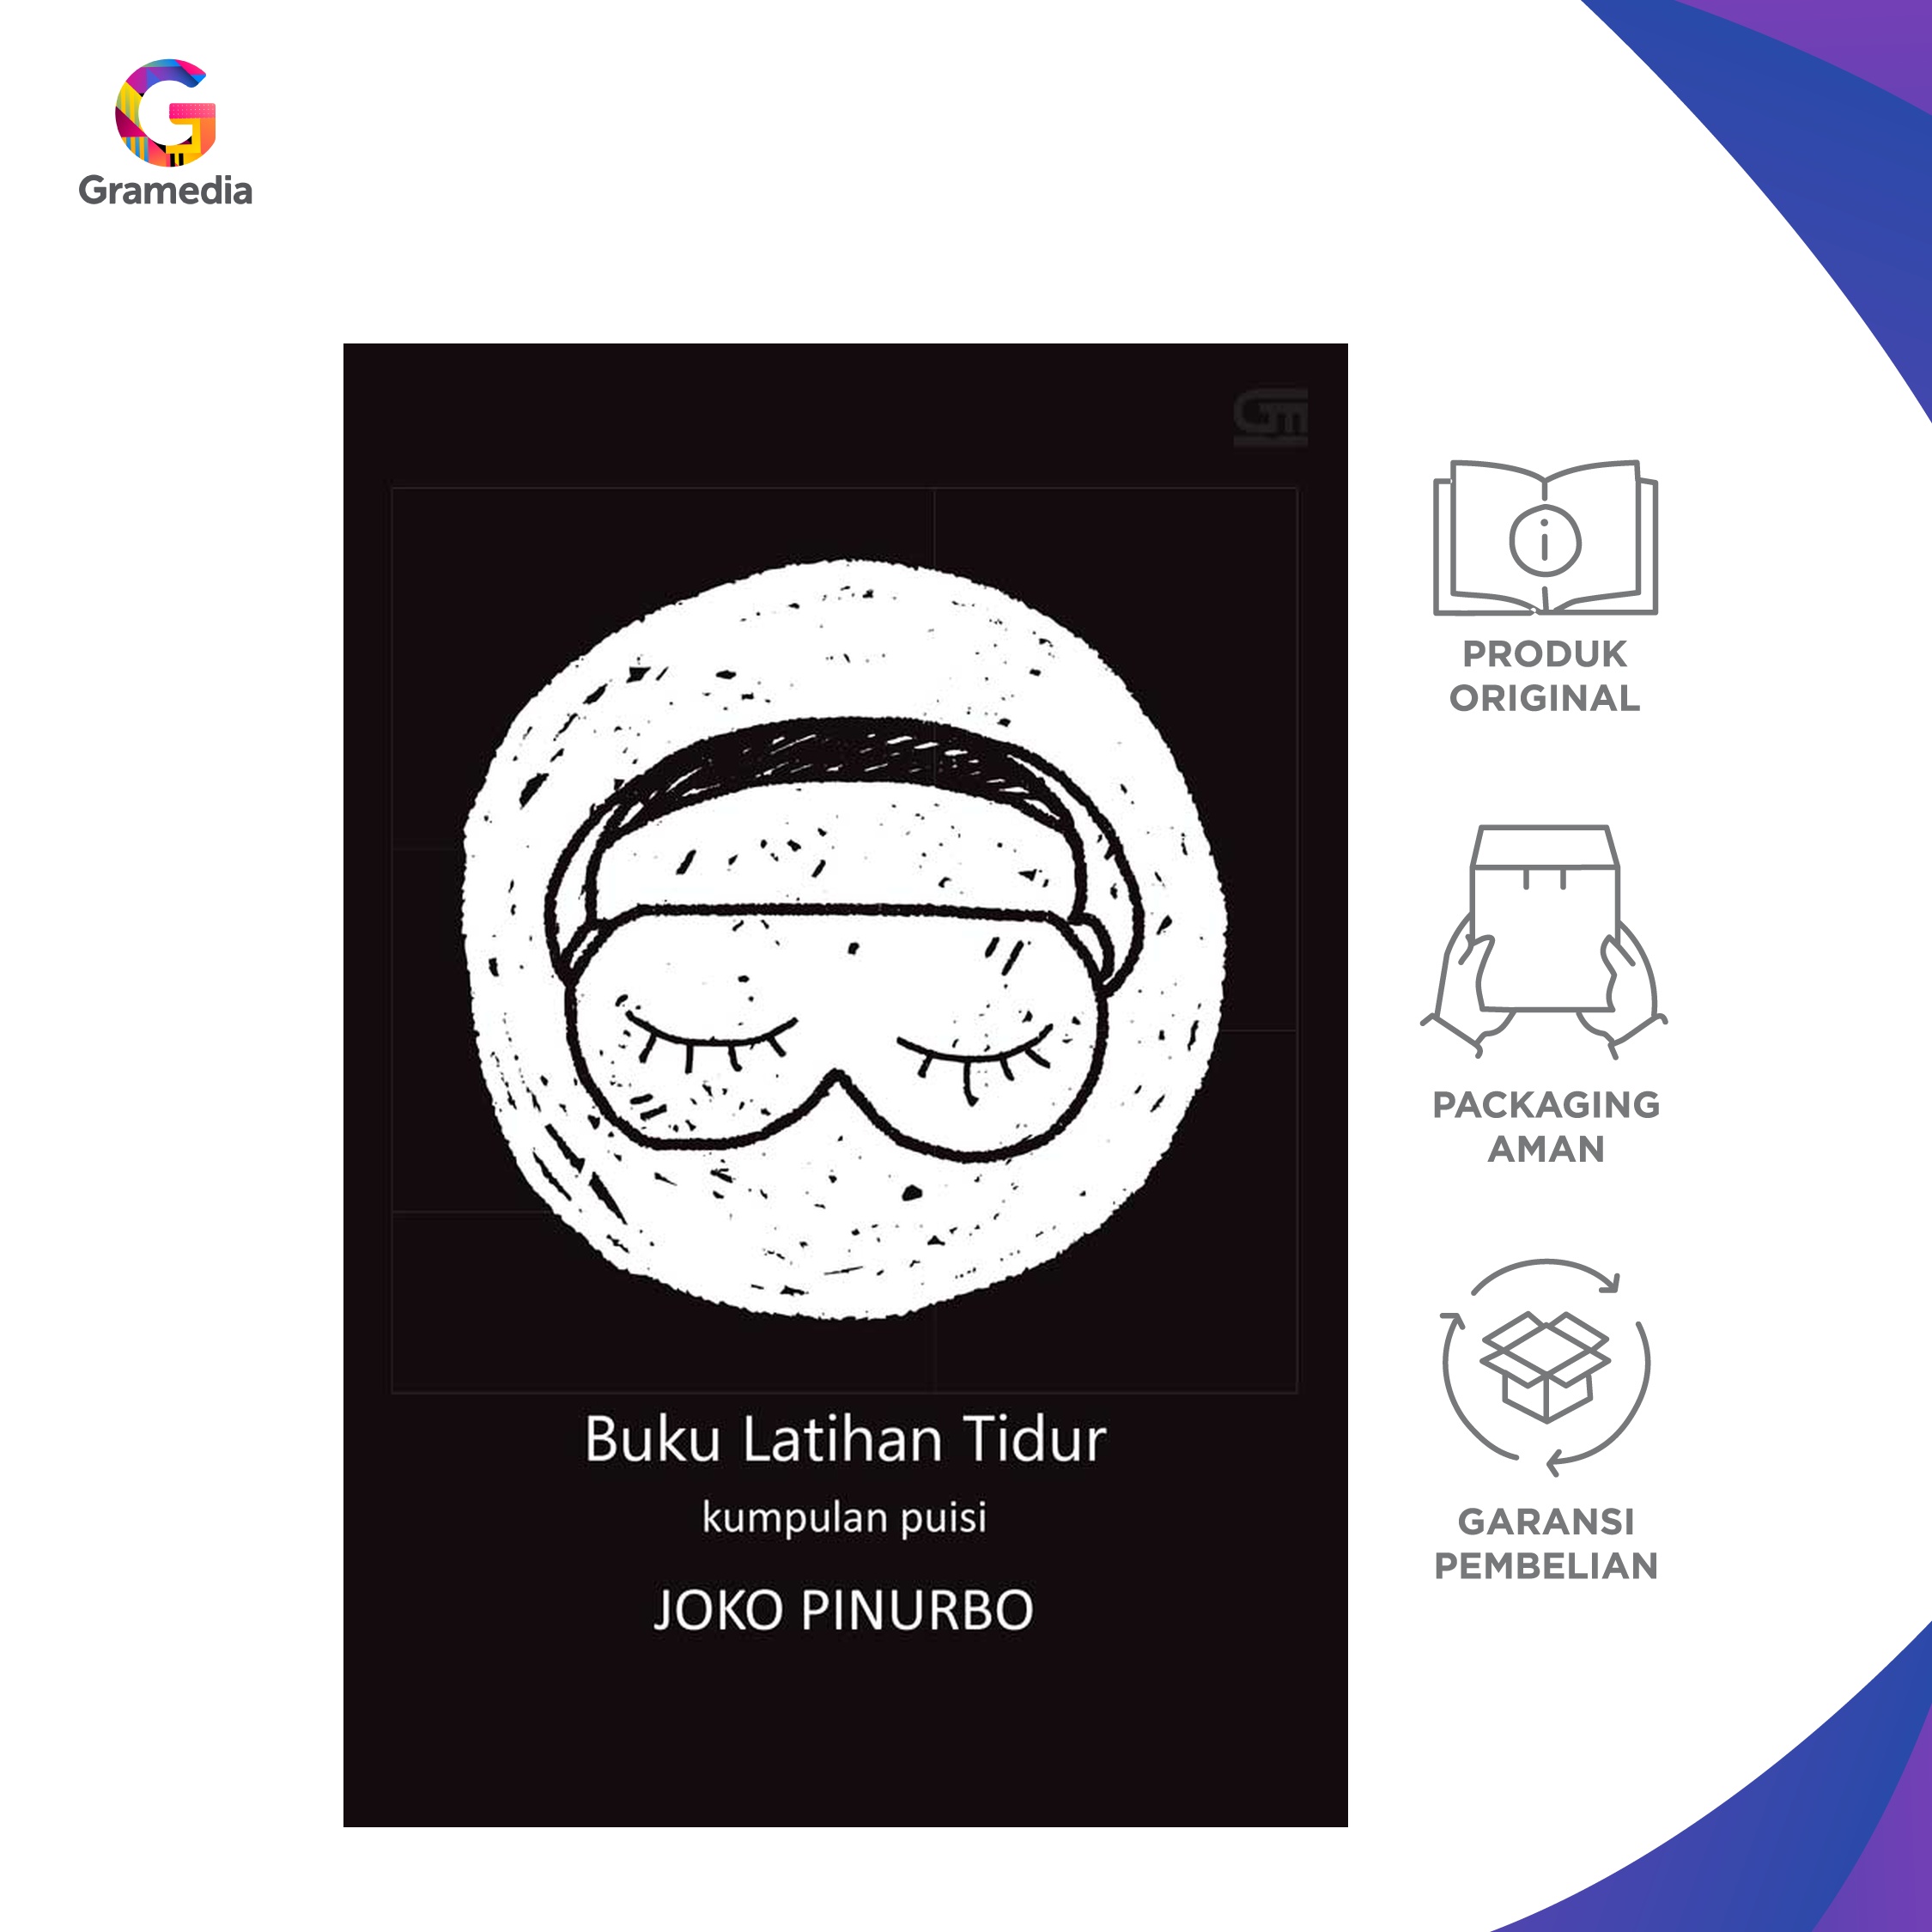 Gramedia
Buku Latihan Tidur
kumpulan puisi
JOKO PINURBO
PRODUK
ORIGINAL
PACKAGING
AMAN
GARANSI
PEMBELIAN